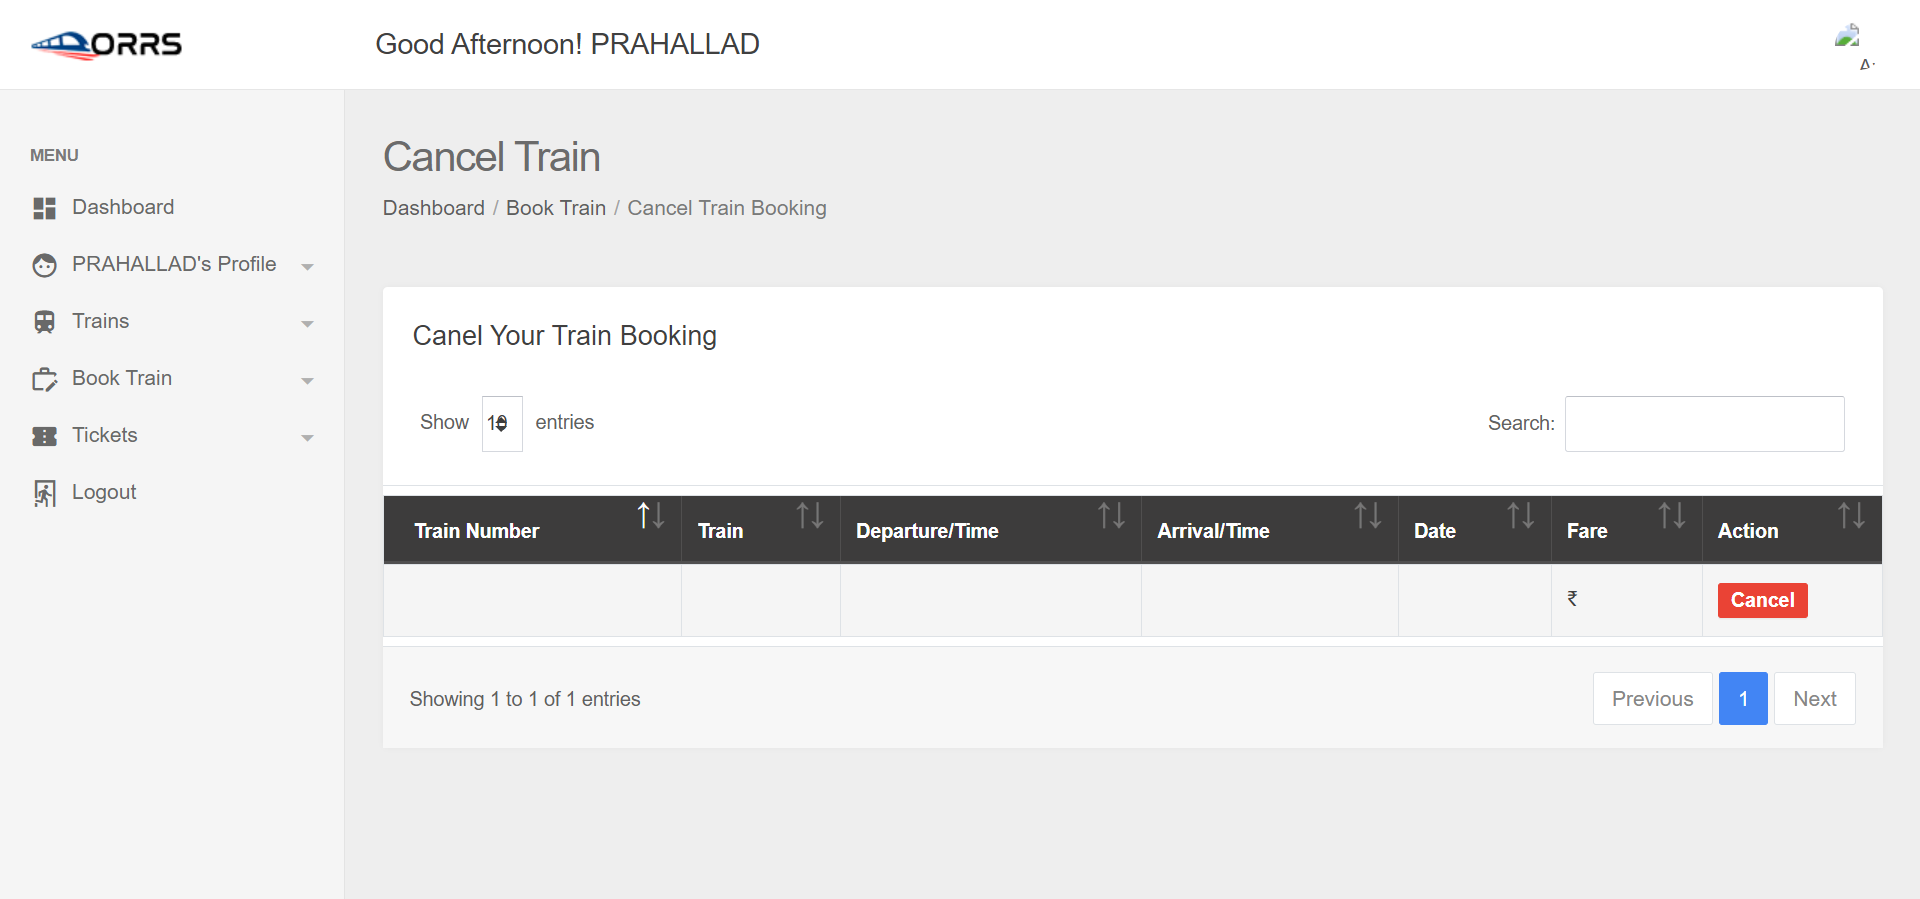 ORRS
Good Afternoon! PRAHALLAD
MENU
Dashboard
PRAHALLAD's Profile
Trains
Book Train
Tickets
Logout
Cancel Train
Dashboard / Book Train / Cancel Train Booking
Canel Your Train Booking
Show 10 entries
Search:
Train Number Train Departure/Time Arrival/Time Date Fare Action
₹ Cancel
Showing 1 to 1 of 1 entries
Previous 1 Next